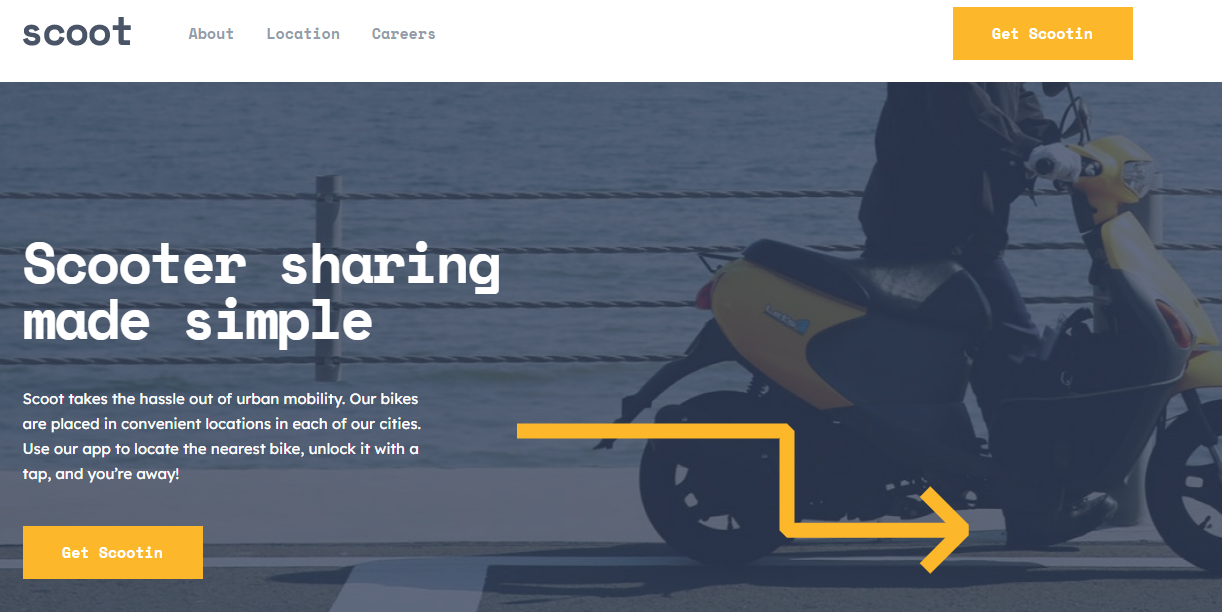 scoot
About
Location
Careers
Get Scootin
Scooter sharing
made simple
Scoot takes the hassle out of urban mobility. Our bikes
are placed in convenient locations in each of our cities.
Use our app to locate the nearest bike, unlock it with a
tap, and you’re away!
Get Scootin